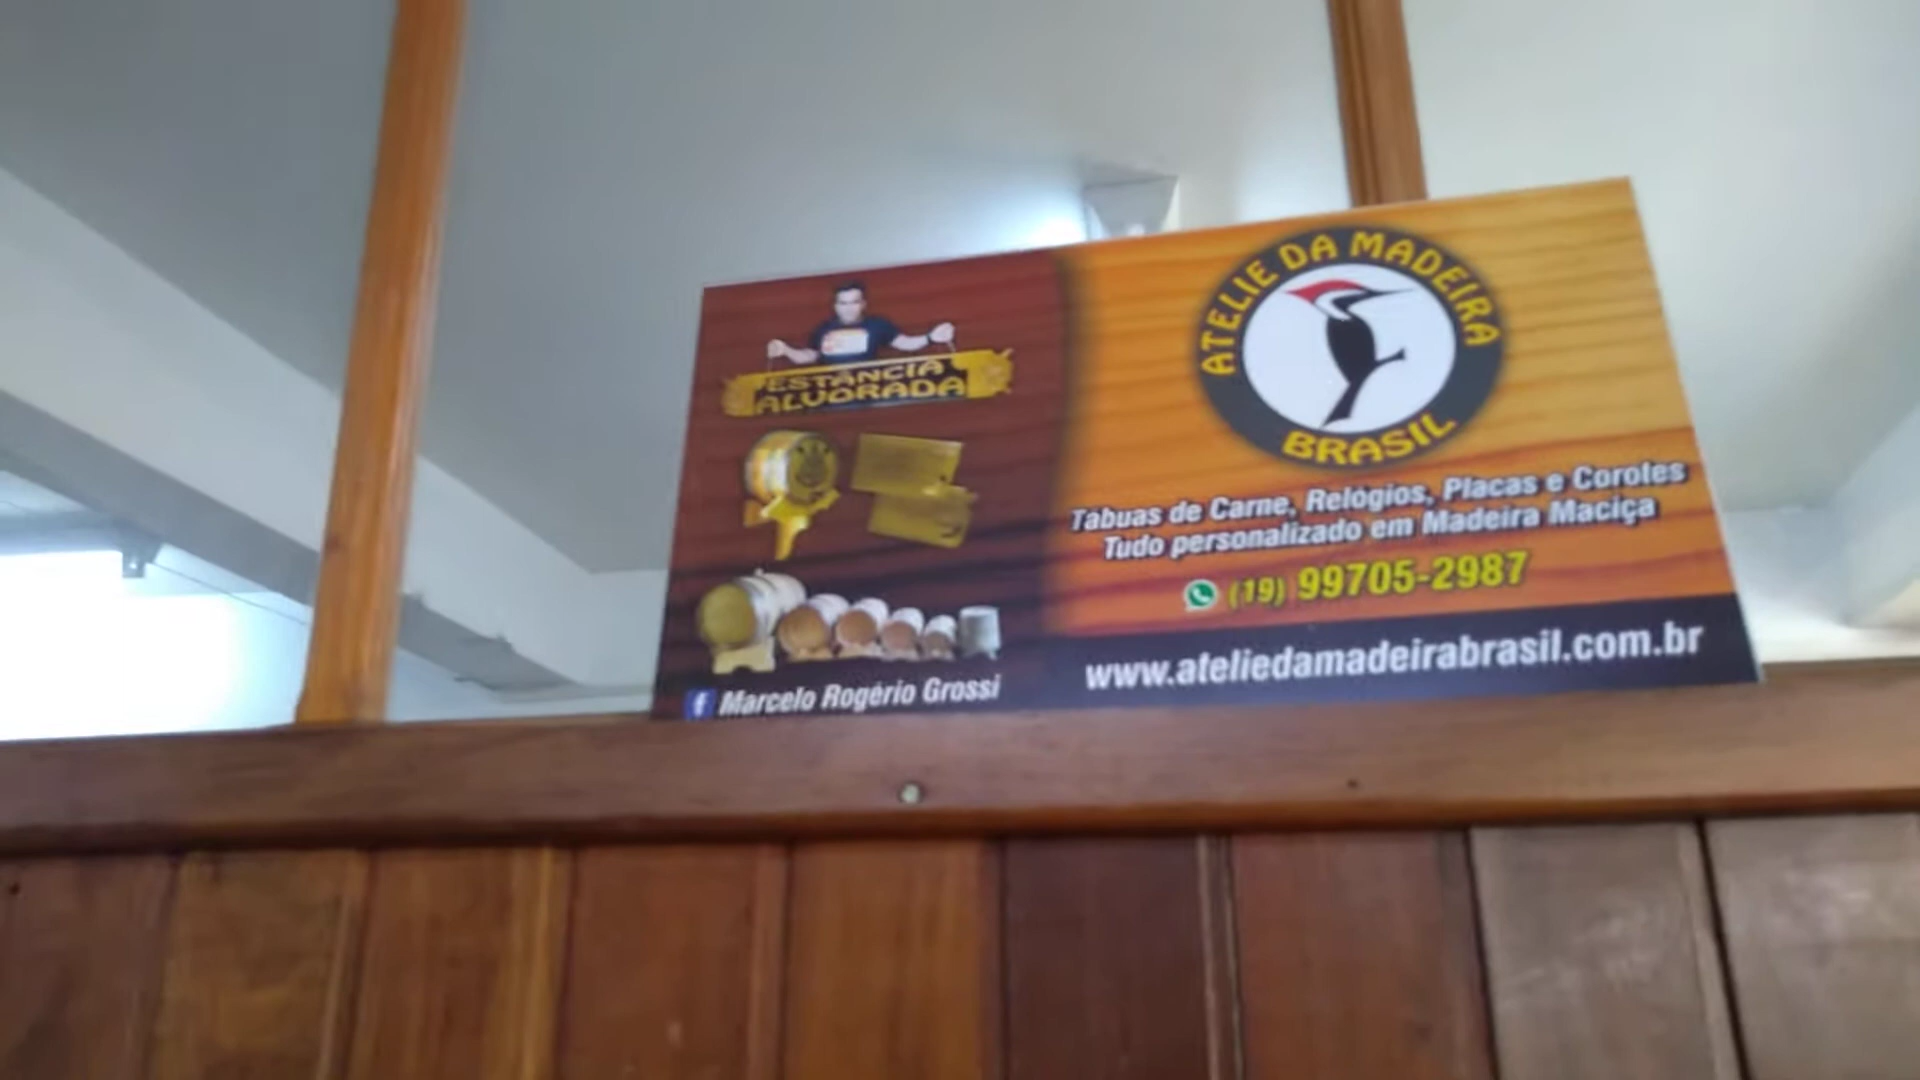 ESTÂNCIA
ALVORADA
Marcelo Rogério Grossi
ATELIE DA MADEIRA
BRASIL
Tabuas de Carne, Relógios, Placas e Corotes
Tudo personalizado em Madeira Maciça
(19) 99705-2987
www.ateliedamadeirabrasil.com.br